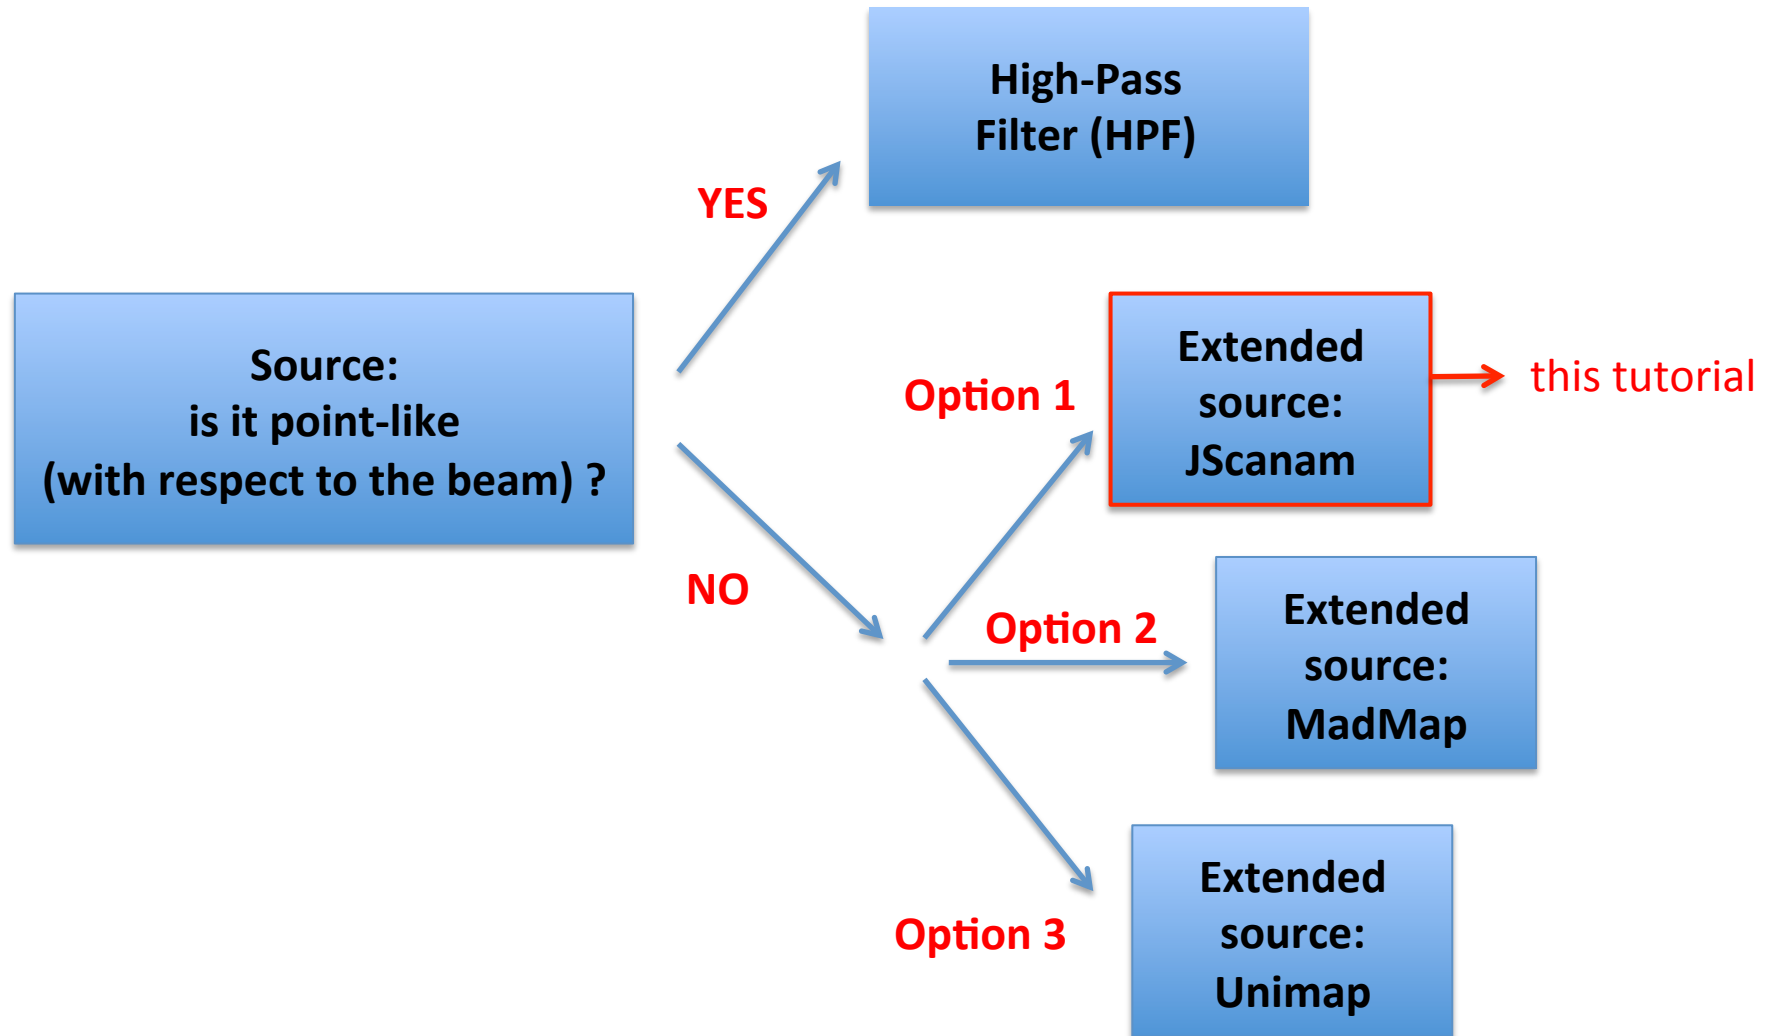 High-Pass
Filter (HPF)
YES
Source:
is it point-like
(with respect to the beam) ?
NO
Option 1
Extended
source:
JScanam
this tutorial
Option 2
Extended
source:
MadMap
Option 3
Extended
source:
Unimap